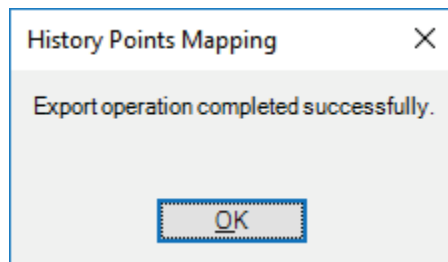 History Points Mapping
Export operation completed successfully.
OK